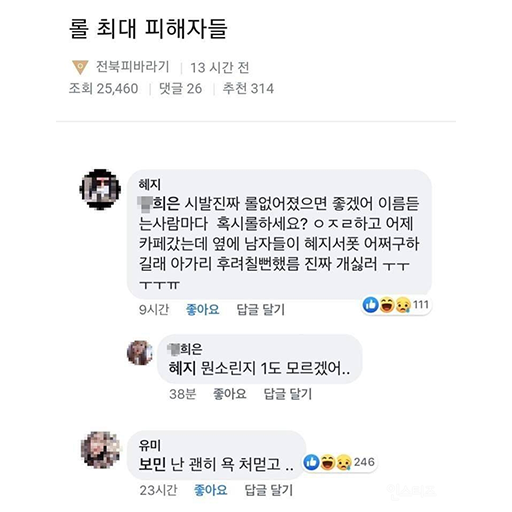 롤 최대 피해자들
전북피바라기 | 13 시간 전
조회 25,460 | 댓글 26 | 추천 314
혜지
희은 시발진짜 롤없어졌으면 좋겠어 이름듣
는사람마다 혹시롤하세요? ㅇㅈㄹ하고 어제
카페갔는데 옆에 남자들이 혜지서폿 어쩌구하
길래 아가리 후려칠뻔했름 진짜 개싫러 ㅜㅜ
ㅜㅜㅠ
9시간 좋아요 답글 달기 111
희은
혜지 뭔소린지 1도 모르겠어..
38분 좋아요 답글 달기
유미
보민 난 괜히 욕 처먿고 .. 246
23시간 좋아요 답글 달기